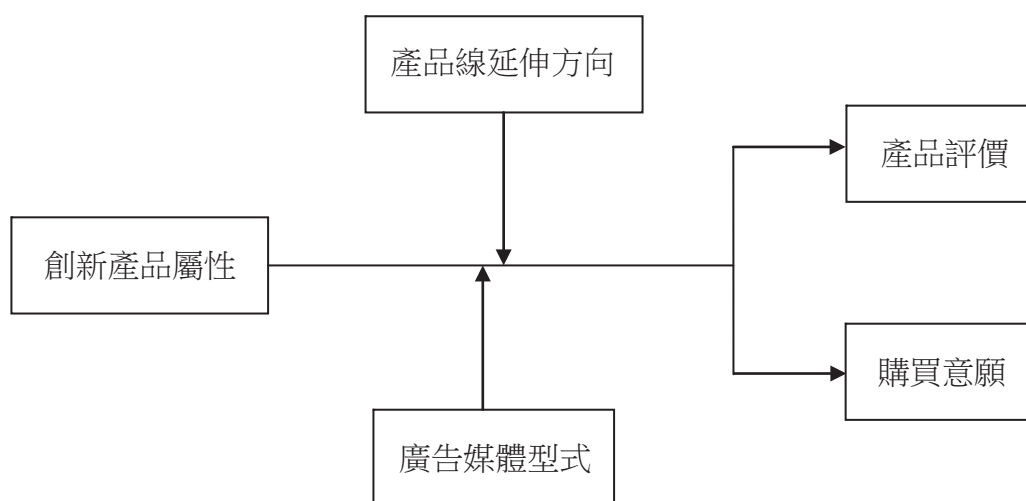 產品線延伸方向
產品評價
創新產品屬性
購買意願
廣告媒體型式